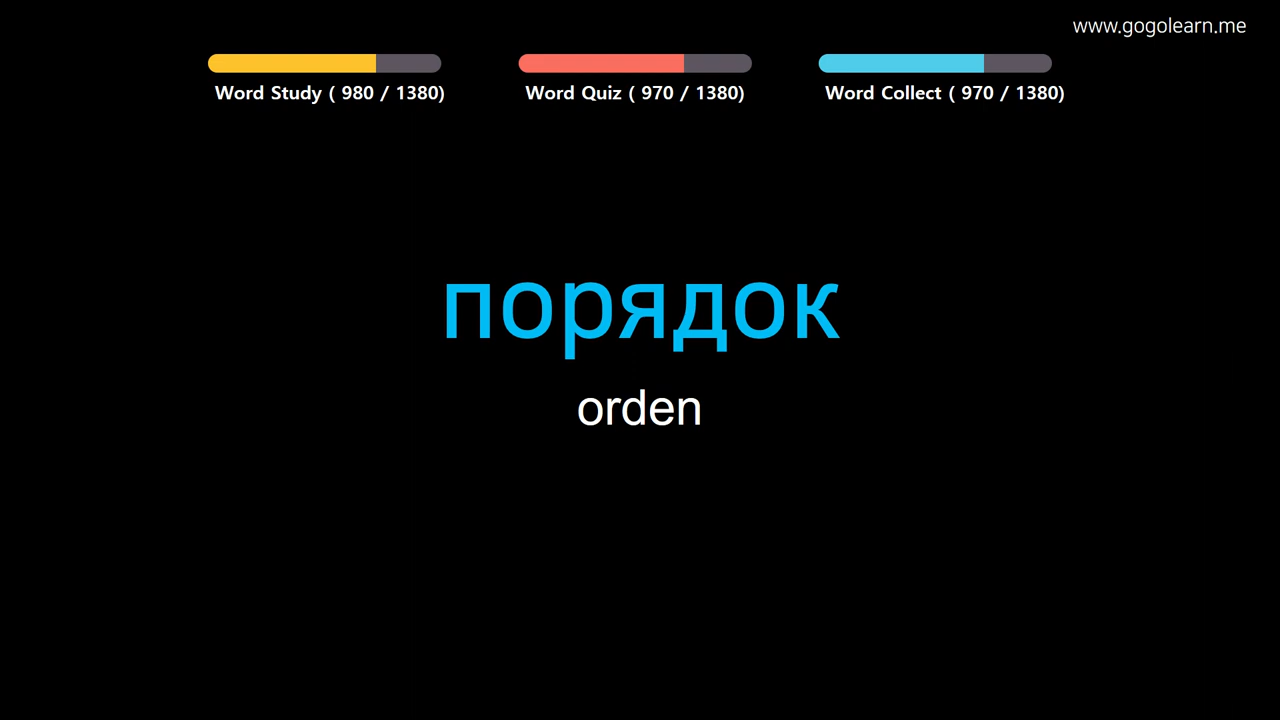 www.gogolearn.me
Word Study ( 980 / 1380)
Word Quiz ( 970 / 1380)
Word Collect ( 970 / 1380)
порядок
orden